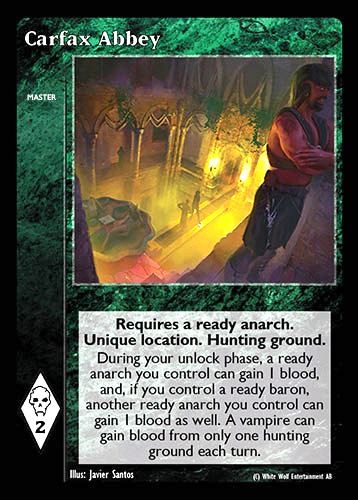 Carfax Abbey
MASTER
Requires a ready anarch.
Unique location. Hunting ground.
During your unlock phase, a ready
anarch you control can gain 1 blood,
and, if you control a ready baron,
another ready anarch you control can
gain 1 blood as well. A vampire can
gain blood from only one hunting
ground each turn.
2
Illus: Javier Santos
(C) White Wolf Entertainment AB